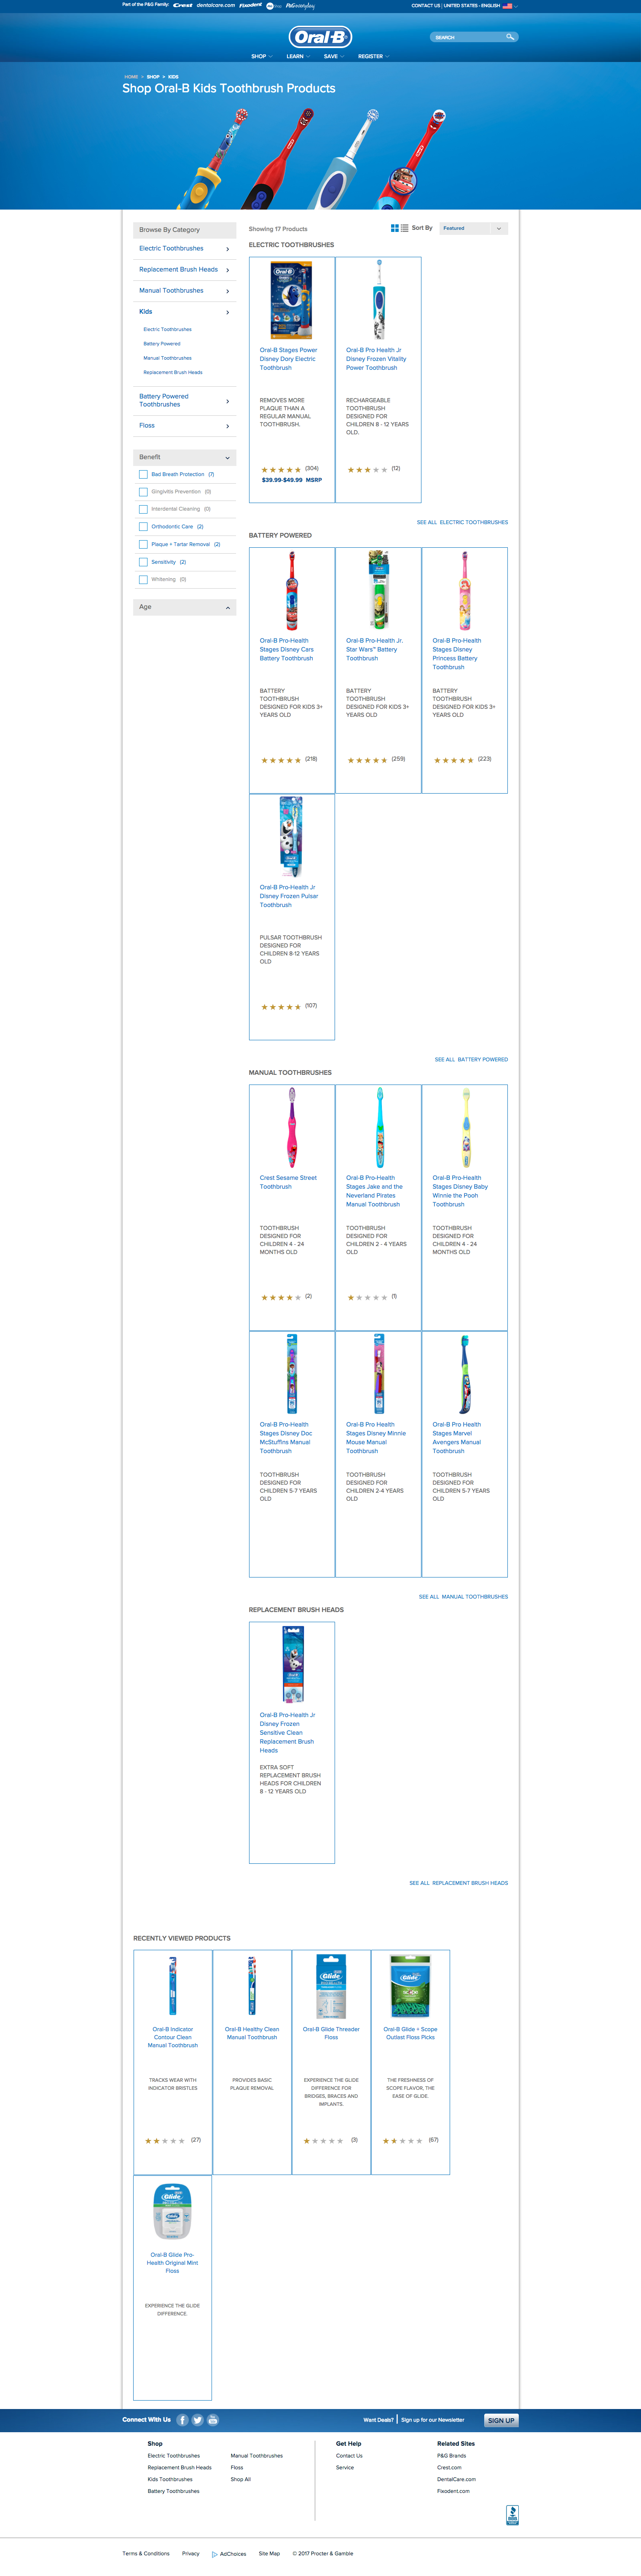 Part of the P&G Family: Crest dentalcare.com Fixodent P&Geveryday
CONTACT US | UNITED STATES - ENGLISH
Oral-B
SEARCH
SHOP LEARN SAVE REGISTER
HOME > SHOP > KIDS
Shop Oral-B Kids Toothbrush Products
Browse By Category
Electric Toothbrushes
Replacement Brush Heads
Manual Toothbrushes
Kids
Electric Toothbrushes
Battery Powered
Manual Toothbrushes
Replacement Brush Heads
Battery Powered
Toothbrushes
Floss
Benefit
Bad Breath Protection (7)
Gingivitis Prevention (0)
Interdental Cleaning (0)
Orthodontic Care (2)
Plaque + Tartar Removal (2)
Sensitivity (2)
Whitening (0)
Age
Showing 17 Products
Sort By Featured
ELECTRIC TOOTHBRUSHES
Oral-B Stages Power
Disney Dory Electric
Toothbrush
REMOVES MORE
PLAQUE THAN A
REGULAR MANUAL
TOOTHBRUSH.
(304)
$39.99-$49.99 MSRP
Oral-B Pro Health Jr
Disney Frozen Vitality
Power Toothbrush
RECHARGEABLE
TOOTHBRUSH
DESIGNED FOR
CHILDREN 8 - 12 YEARS
OLD.
(12)
SEE ALL ELECTRIC TOOTHBRUSHES
BATTERY POWERED
Oral-B Pro-Health
Stages Disney Cars
Battery Toothbrush
BATTERY
TOOTHBRUSH
DESIGNED FOR KIDS 3+
YEARS OLD
(218)
Oral-B Pro-Health Jr.
Star Wars™ Battery
Toothbrush
BATTERY
TOOTHBRUSH
DESIGNED FOR KIDS 3+
YEARS OLD
(259)
Oral-B Pro-Health
Stages Disney
Princess Battery
Toothbrush
BATTERY
TOOTHBRUSH
DESIGNED FOR KIDS 3+
YEARS OLD
(223)
Oral-B Pro-Health Jr
Disney Frozen Pulsar
Toothbrush
PULSAR TOOTHBRUSH
DESIGNED FOR
CHILDREN 8-12 YEARS
OLD
(107)
SEE ALL BATTERY POWERED
MANUAL TOOTHBRUSHES
Crest Sesame Street
Toothbrush
TOOTHBRUSH
DESIGNED FOR
CHILDREN 4 - 24
MONTHS OLD
(2)
Oral-B Pro-Health
Stages Jake and the
Neverland Pirates
Manual Toothbrush
TOOTHBRUSH
DESIGNED FOR
CHILDREN 2 - 4 YEARS
OLD
(1)
Oral-B Pro-Health
Stages Disney Baby
Winnie the Pooh
Toothbrush
TOOTHBRUSH
DESIGNED FOR
CHILDREN 4 - 24
MONTHS OLD
Oral-B Pro-Health
Stages Disney Doc
McStuffins Manual
Toothbrush
TOOTHBRUSH
DESIGNED FOR
CHILDREN 5-7 YEARS
OLD
Oral-B Pro Health
Stages Disney Minnie
Mouse Manual
Toothbrush
TOOTHBRUSH
DESIGNED FOR
CHILDREN 2-4 YEARS
OLD
Oral-B Pro Health
Stages Marvel
Avengers Manual
Toothbrush
TOOTHBRUSH
DESIGNED FOR
CHILDREN 5-7 YEARS
OLD
SEE ALL MANUAL TOOTHBRUSHES
REPLACEMENT BRUSH HEADS
Oral-B Pro-Health Jr
Disney Frozen
Sensitive Clean
Replacement Brush
Heads
EXTRA SOFT
REPLACEMENT BRUSH
HEADS FOR CHILDREN
8 - 12 YEARS OLD
SEE ALL REPLACEMENT BRUSH HEADS
RECENTLY VIEWED PRODUCTS
Oral-B Indicator
Contour Clean
Manual Toothbrush
TRACKS WEAR WITH
INDICATOR BRISTLES
(27)
Oral-B Healthy Clean
Manual Toothbrush
PROVIDES BASIC
PLAQUE REMOVAL
Oral-B Glide Threader
Floss
EXPERIENCE THE GLIDE
DIFFERENCE FOR
BRIDGES, BRACES AND
IMPLANTS.
(3)
Oral-B Glide + Scope
Outlast Floss Picks
THE FRESHNESS OF
SCOPE FLAVOR, THE
EASE OF GLIDE.
(67)
Oral-B Glide Pro-
Health Original Mint
Floss
EXPERIENCE THE GLIDE
DIFFERENCE.
Connect With Us
Want Deals? | Sign up for our Newsletter SIGN UP
Shop
Electric Toothbrushes
Replacement Brush Heads
Kids Toothbrushes
Battery Toothbrushes
Manual Toothbrushes
Floss
Shop All
Get Help
Contact Us
Service
Related Sites
P&G Brands
Crest.com
DentalCare.com
Fixodent.com
Terms & Conditions Privacy AdChoices Site Map © 2017 Procter & Gamble